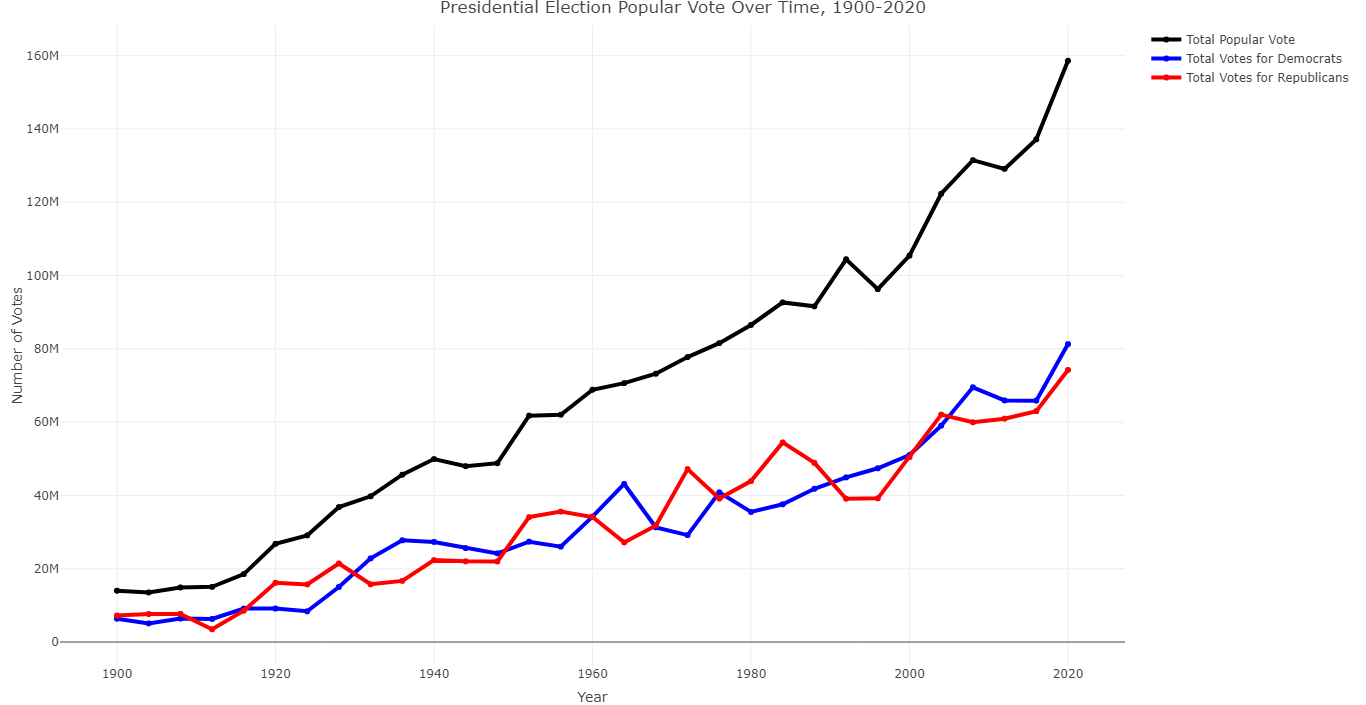 Presidential Election Popular Vote Over Time, 1900-2020
Total Popular Vote
Total Votes for Democrats
Total Votes for Republicans
160M
140M
120M
100M
80M
60M
40M
20M
0
Number of Votes
1900 1920 1940 1960 1980 2000 2020
Year